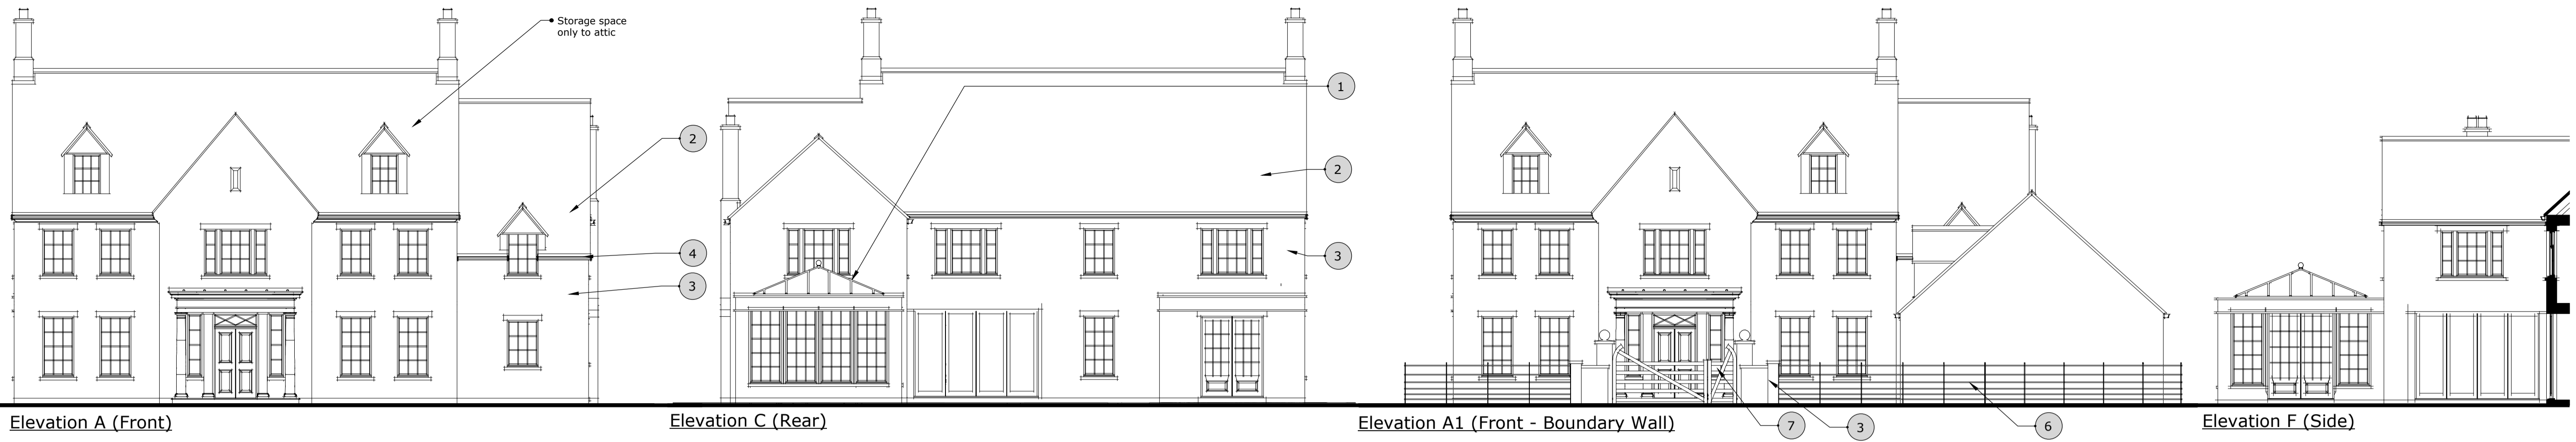 Storage space
only to attic
2
4
3
Elevation A (Front)
1
2
3
Elevation C (Rear)
7
3
6
Elevation A1 (Front - Boundary Wall)
Elevation F (Side)